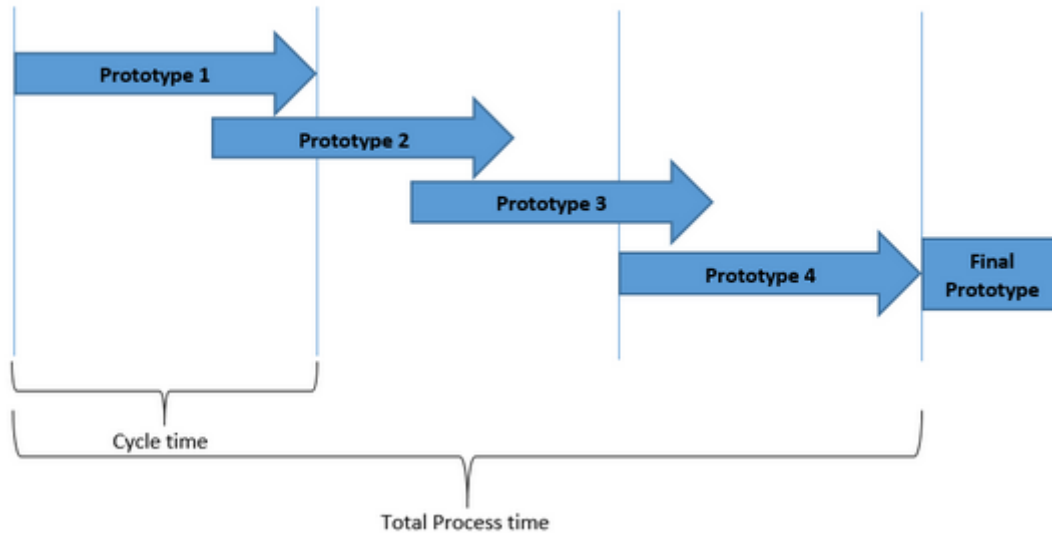 Prototype 1
Prototype 2
Prototype 3
Prototype 4
Final
Prototype
Cycle time
Total Process time